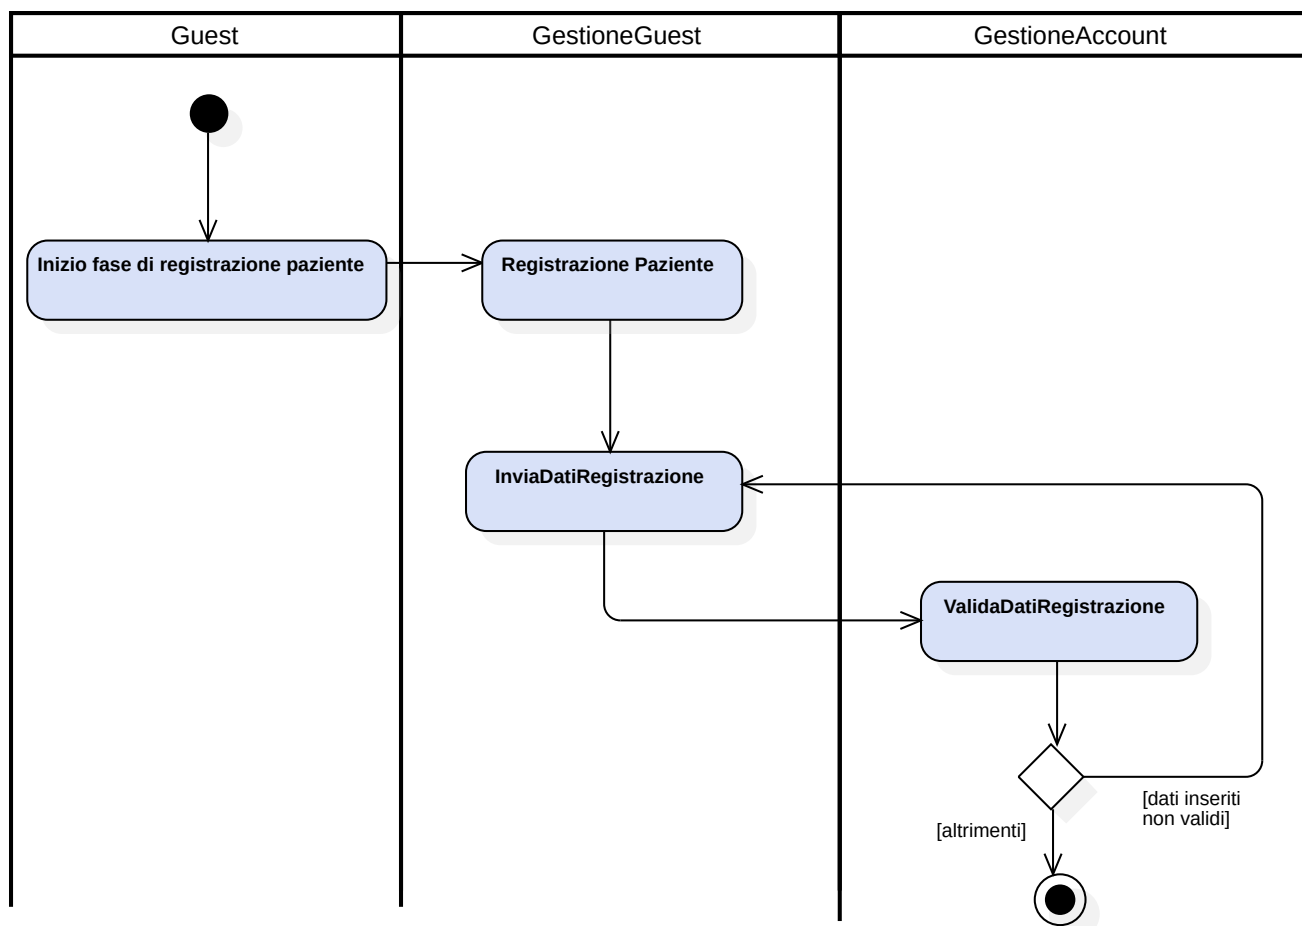 Guest
GestioneGuest
GestioneAccount
Inizio fase di registrazione paziente
Registrazione Paziente
InviaDatiRegistrazione
ValidaDatiRegistrazione
[dati inseriti
non validi]
[altrimenti]